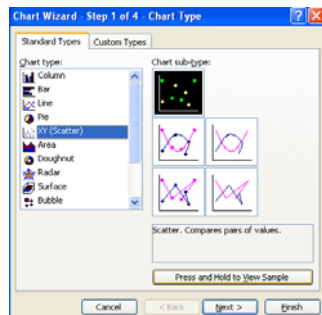 Chart Wizard - Step 1 of 4 - Chart Type
Standard Types Custom Types
Chart type:
Column
Bar
Line
Pie
XY (Scatter)
Area
Doughnut
Radar
Surface
Bubble
Chart sub-type:
Scatter. Compares pairs of values.
Press and Hold to View Sample
Cancel < Back Next > Finish